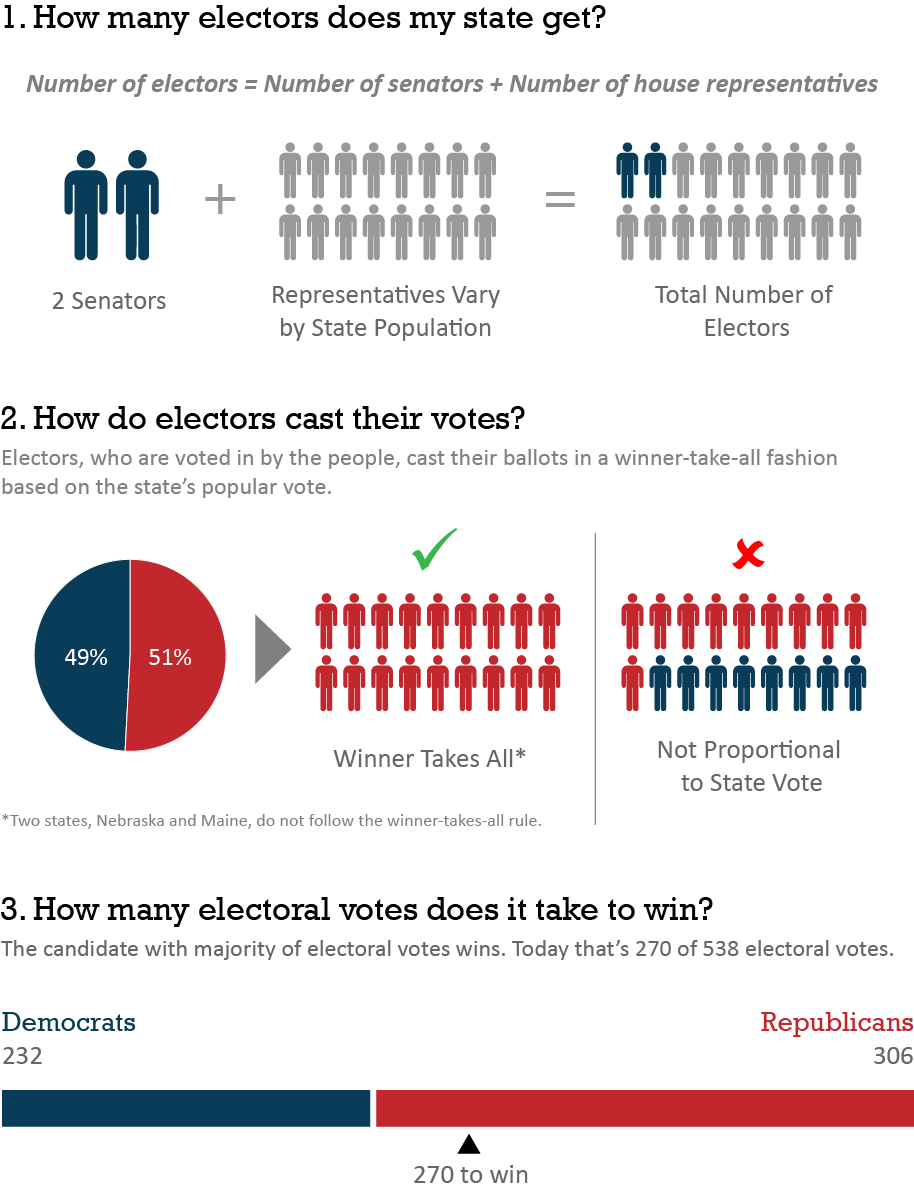 1. How many electors does my state get?
Number of electors = Number of senators + Number of house representatives
+
=
2 Senators
Representatives Vary
by State Population
Total Number of
Electors
2. How do electors cast their votes?
Electors, who are voted in by the people, cast their ballots in a winner-take-all fashion
based on the state's popular vote.
49%
51%
Winner Takes All*
Not Proportional
to State Vote
*Two states, Nebraska and Maine, do not follow the winner-takes-all rule.
3. How many electoral votes does it take to win?
The candidate with majority of electoral votes wins. Today that's 270 of 538 electoral votes.
Democrats
232
Republicans
306
270 to win